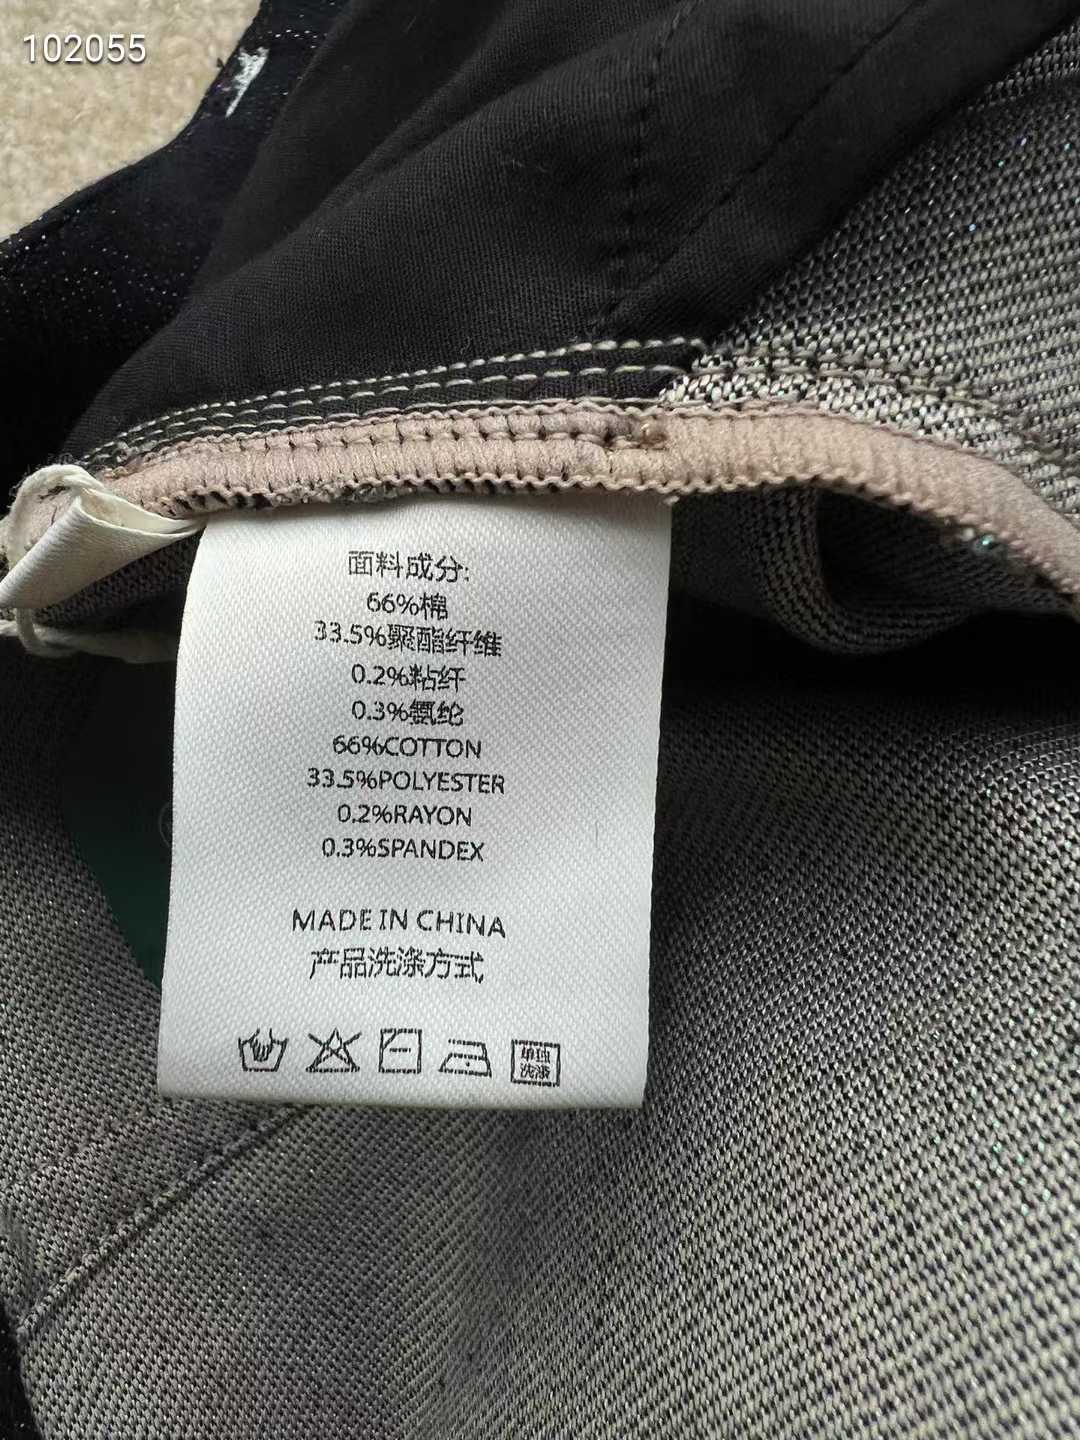 102055
面料成分:
66%棉
33.5%聚酯纤维
0.2%粘纤
0.3%氨纶
66%COTTON
33.5%POLYESTER
0.2%RAYON
0.3%SPANDEX
MADE IN CHINA
产品洗涤方式
单独
洗涤